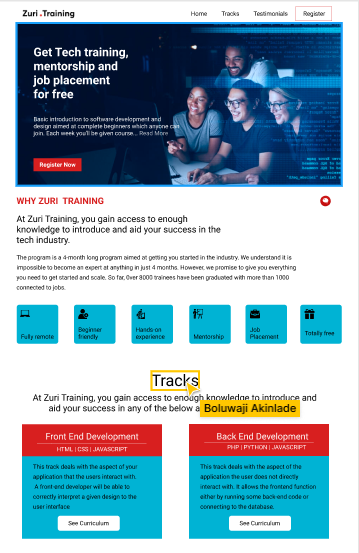 Zuri.Training
Home Tracks Testimonials Register
Get Tech training,
mentorship and
job placement
for free
Basic introduction to software development and
design aimed at complete beginners which anyone can
join. Each week you'll be given course... Read More
Register Now
WHY ZURI TRAINING
At Zuri Training, you gain access to enough
knowledge to introduce and aid your success in the
tech industry.
The program is a 4-month long program aimed at getting you started in the industry. We understand it is
impossible to become an expert at anything in just 4 months. However, we promise to give you everything
you need to get started and scale. So far, 0ver 8000 trainees have been graduated with more than 1000
connected to jobs.
Fully remote
Beginner
friendly
Hands-on
experience
Mentorship
Job
Placement
Totally free
Tracks
At Zuri Training, you gain access to enough knowledge to introduce and
aid your success in any of the below a
Boluwaji Akinlade
Front End Development
HTML | CSS | JAVASCRIPT
This track deals with the aspect of your
application that the users interact with.
A front-end developer will be able to
correctly interpret a given design to the
user interface
See Curriculum
Back End Development
PHP | PYTHON | JAVASCRIPT
This track deals with the aspect of the
application the user does not directly
interact with. It allows the frontend function
either by running some back-end code or
connecting to the database.
See Curriculum